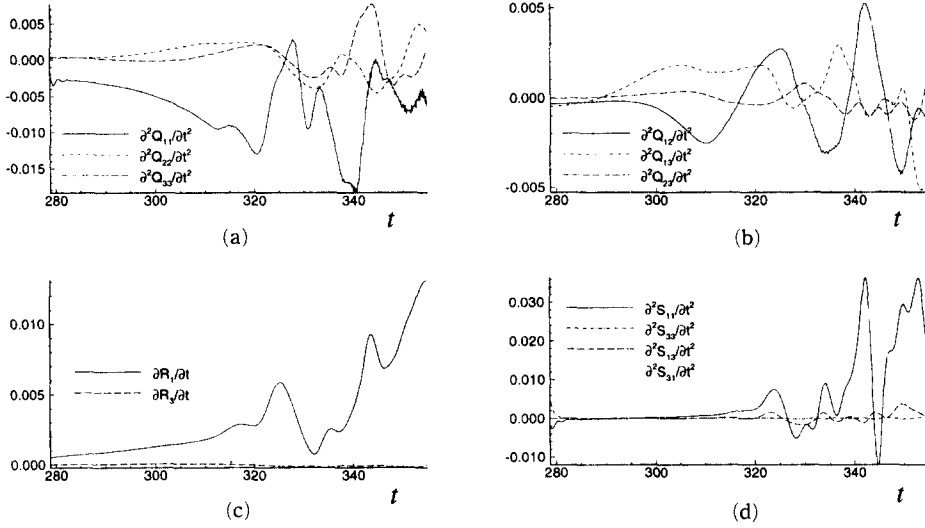 0.005
0.000
-0.005
-0.010
-0.015
∂²Q₁₁/∂t²
∂²Q₂₂/∂t²
∂²Q₃₃/∂t²
280 300 320 340
t
(a)
0.005
0.000
-0.005
∂²Q₁₂/∂t²
∂²Q₁₃/∂t²
∂²Q₂₃/∂t²
280 300 320 340
t
(b)
0.010
0.005
0.000
∂R₁/∂t
∂R₃/∂t
280 300 320 340
t
(c)
0.030
0.020
0.010
0.000
-0.010
∂²S₁₁/∂t²
∂²S₃₃/∂t²
∂²S₁₃/∂t²
∂²S₃₁/∂t²
280 300 320 340
t
(d)